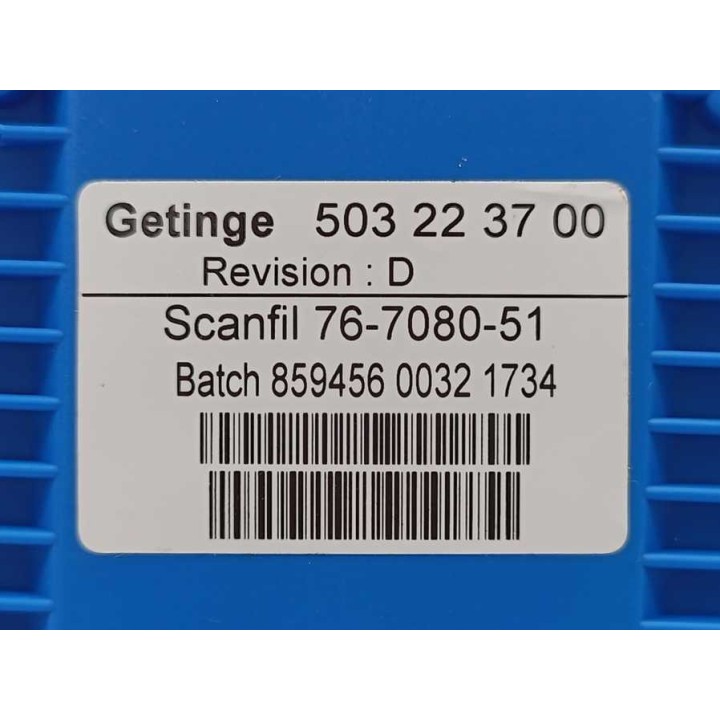 Getinge 503 22 37 00
Revision : D
Scanfil 76-7080-51
Batch 859456 0032 1734